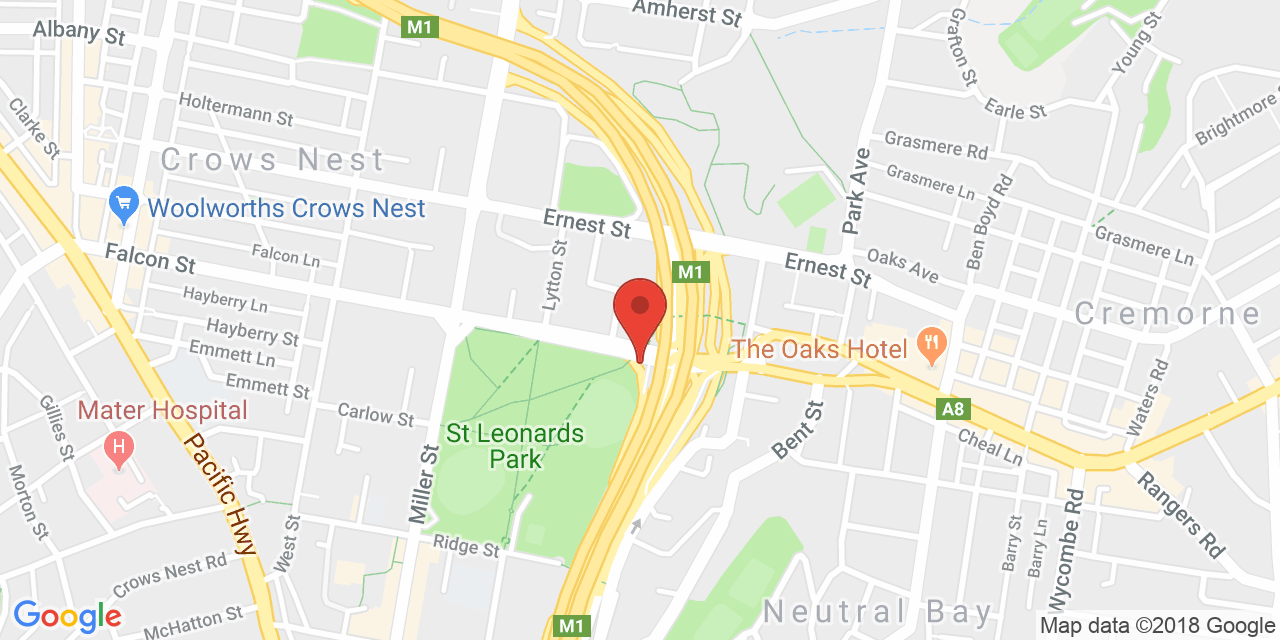 Amherst St
Albany St
M1
Grafton St
Young St
Holtermann St
Clarke St
Earle St
Brightmore St
Crows Nest
Grasmere Rd
Park Ave
Grasmere Ln
Ben Boyd Rd
Woolworths Crows Nest
Ernest St
Falcon St
Falcon Ln
Lytton St
M1
Ernest St
Oaks Ave
Grasmere Ln
Hayberry Ln
Hayberry St
Cremorne
Emmett Ln
The Oaks Hotel
Emmett St
Waters Rd
Mater Hospital
H
Carlow St
A8
Gillies St
St Leonards
Park
Bent St
Cheal Ln
Pacific Hwy
Miller St
Morton St
Rangers Rd
West St
Ridge St
Barry St
Barry Ln
Wycombe Rd
Crows Nest Rd
McHatton St
Google
M1
Neutral Bay
Map data ©2018 Google